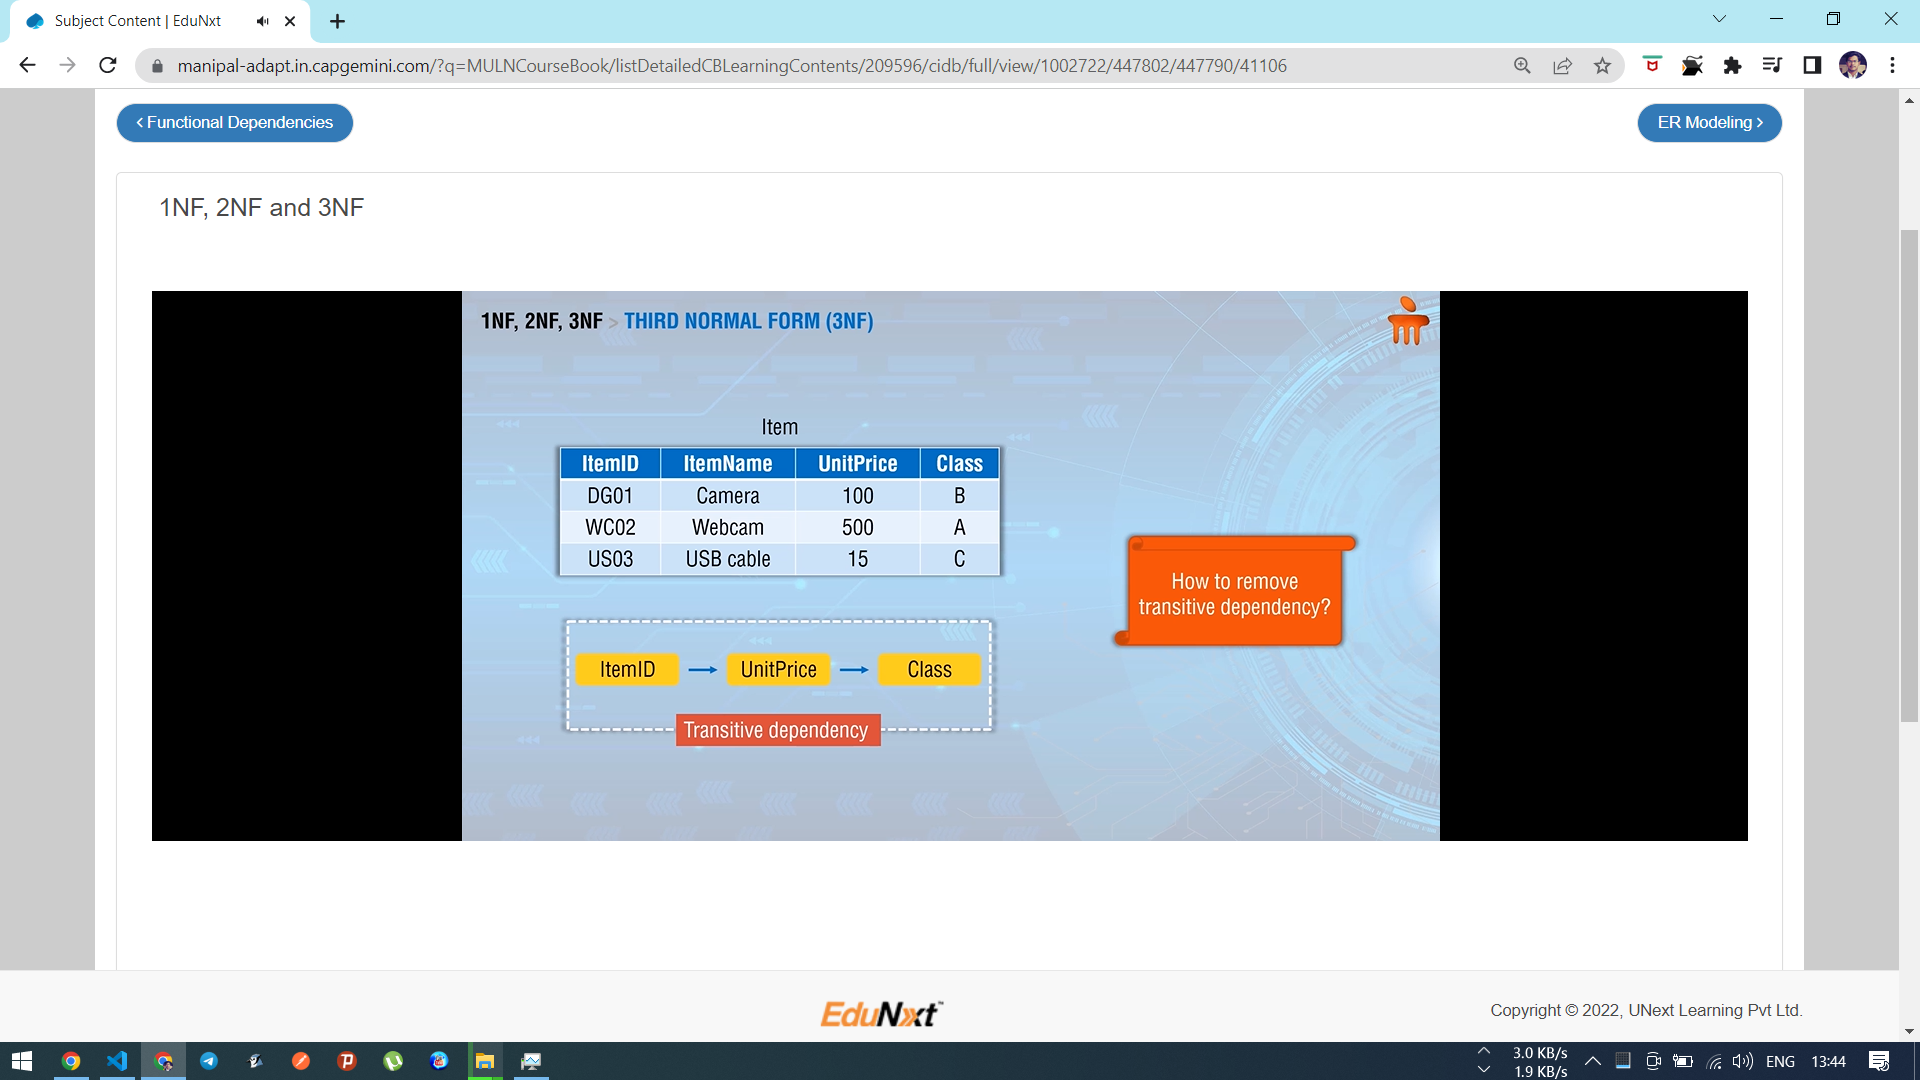 Subject Content | EduNxt
manipal-adapt.in.capgemini.com/?q=MULNCourseBook/listDetailedCBLearningContents/209596/cidb/full/view/1002722/447802/447790/41106
Functional Dependencies
ER Modeling
1NF, 2NF and 3NF
1NF, 2NF, 3NF > THIRD NORMAL FORM (3NF)
Item
ItemID ItemName UnitPrice Class
DG01 Camera 100 B
WC02 Webcam 500 A
US03 USB cable 15 C
How to remove
transitive dependency?
ItemID UnitPrice Class
Transitive dependency
EduNxt
Copyright © 2022, UNext Learning Pvt Ltd.
3.0 KB/s
1.9 KB/s
ENG
13:44